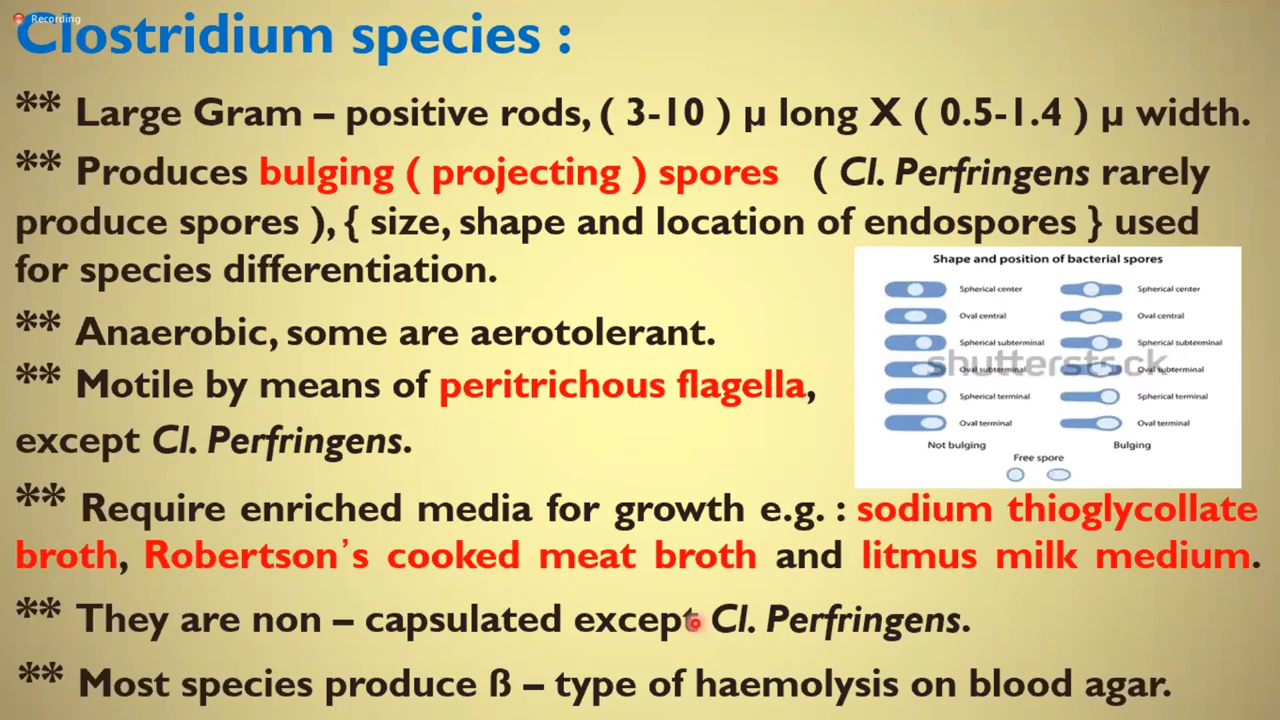 Recording
Clostridium species :
** Large Gram – positive rods, ( 3-10 ) µ long X ( 0.5-1.4 ) µ width.
** Produces bulging ( projecting ) spores ( Cl. Perfringens rarely
produce spores ), { size, shape and location of endospores } used
for species differentiation.
** Anaerobic, some are aerotolerant.
** Motile by means of peritrichous flagella,
except Cl. Perfringens.
Shape and position of bacterial spores
Spherical center Spherical center
Oval central Oval central
Spherical subterminal Spherical subterminal
shutterstock
Oval subterminal Oval subterminal
Spherical terminal Spherical terminal
Oval terminal Oval terminal
Not bulging Bulging
Free spore
** Require enriched media for growth e.g. : sodium thioglycollate
broth, Robertson's cooked meat broth and litmus milk medium.
** They are non – capsulated except Cl. Perfringens.
** Most species produce ß – type of haemolysis on blood agar.